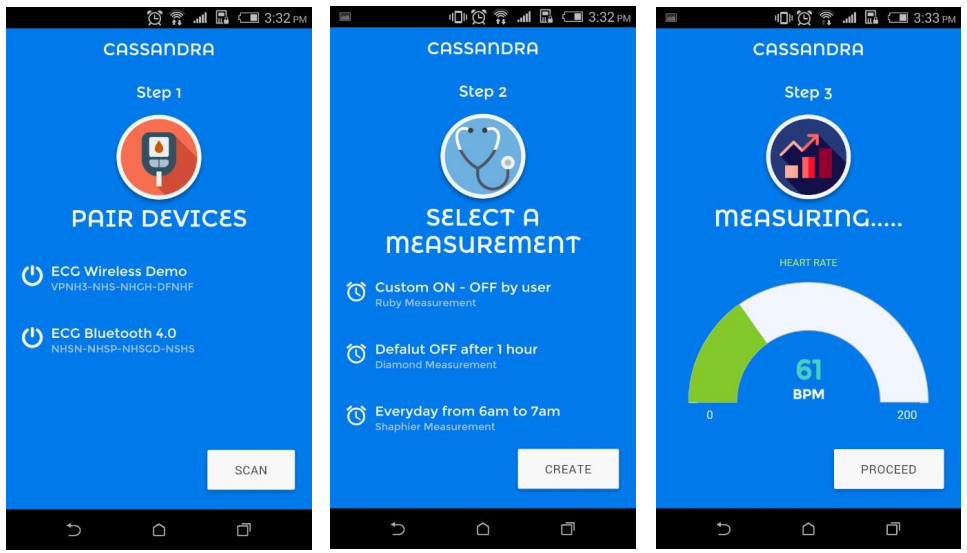 3:32 PM
CASSANDRA
Step 1
PAIR DEVICES
ECG Wireless Demo
VPNH3-NHS-NHGH-DFNHF
ECG Bluetooth 4.0
NHSN-NHSP-NHSGD-NSHS
SCAN
3:32 PM
CASSANDRA
Step 2
SELECT A
MEASUREMENT
Custom ON - OFF by user
Ruby Measurement
Defalut OFF after 1 hour
Diamond Measurement
Everyday from 6am to 7am
Shaphier Measurement
CREATE
3:33 PM
CASSANDRA
Step 3
MEASURING.....
HEART RATE
61
BPM
0 200
PROCEED